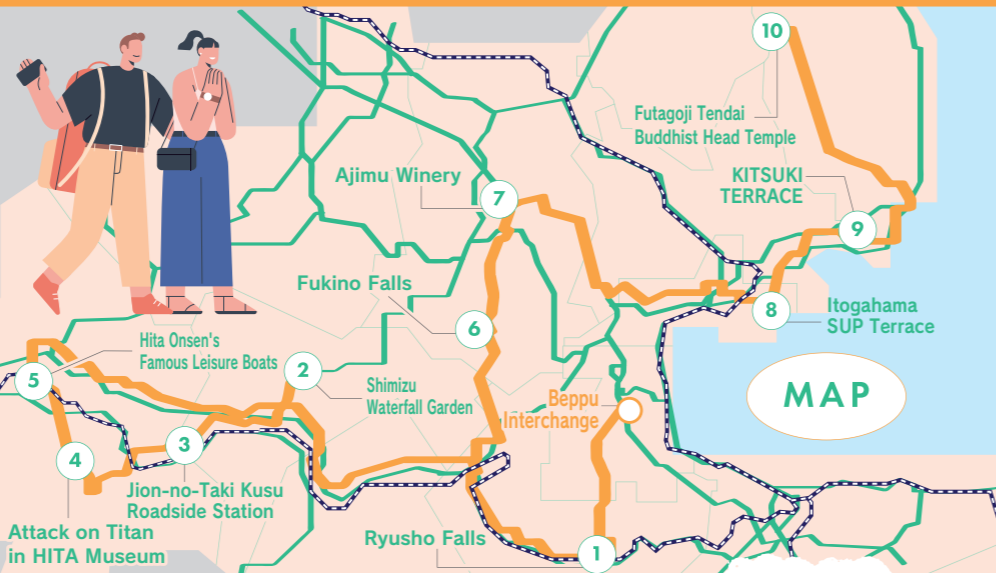 10
Futagoji Tendai
Buddhist Head Temple
Ajimu Winery
7
KITSUKI
TERRACE
9
Fukino Falls
6
8
Itogahama
SUP Terrace
Hita Onsen's
Famous Leisure Boats
5
2
Shimizu
Waterfall Garden
Beppu
Interchange
MAP
4
3
Jion-no-Taki Kusu
Roadside Station
Attack on Titan
in HITA Museum
Ryusho Falls
1